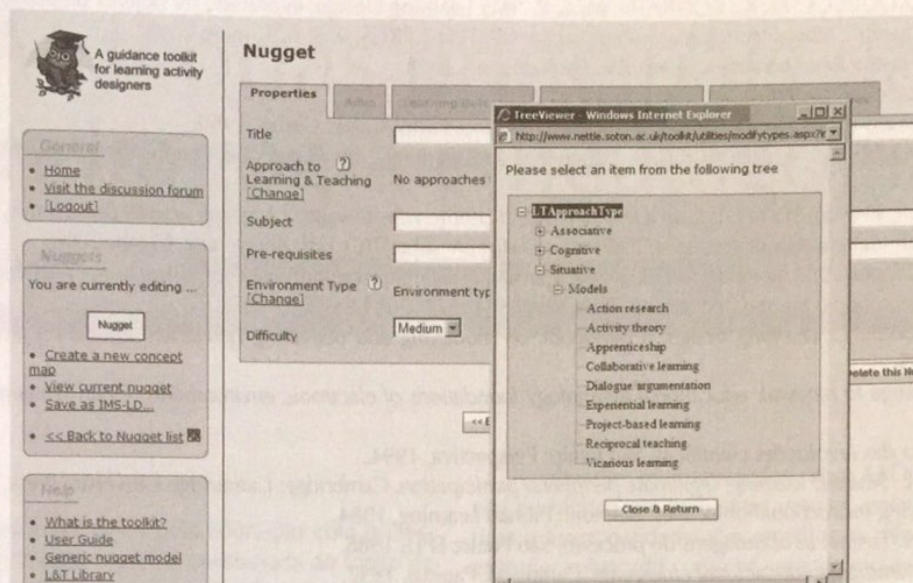 A guidance toolkit
for learning activity
designers
General
Home
Visit the discussion forum
[Logout]
Nuggets
You are currently editing ...
Nugget
Create a new concept
map
View current nugget
Save as IMS-LD...
<< Back to Nugget list
Help
What is the toolkit?
User Guide
Generic nugget model
L&T Library
Nugget
Properties
Title
Approach to [?]
Learning & Teaching
[Change]
No approaches
Subject
Pre-requisites
Environment Type [?]
[Change]
Environment typ
Difficulty
Medium
TreeViewer - Windows Internet Explorer
http://www.nettle.soton.ac.uk/toolkit/utilities/modifytypes.aspx?
Please select an item from the following tree
LTApproachType
Associative
Cognitive
Situative
Models
Action research
Activity theory
Apprenticeship
Collaborative learning
Dialogue argumentation
Experiential learning
Project-based learning
Reciprocal teaching
Vicarious learning
Close & Return
elete this N